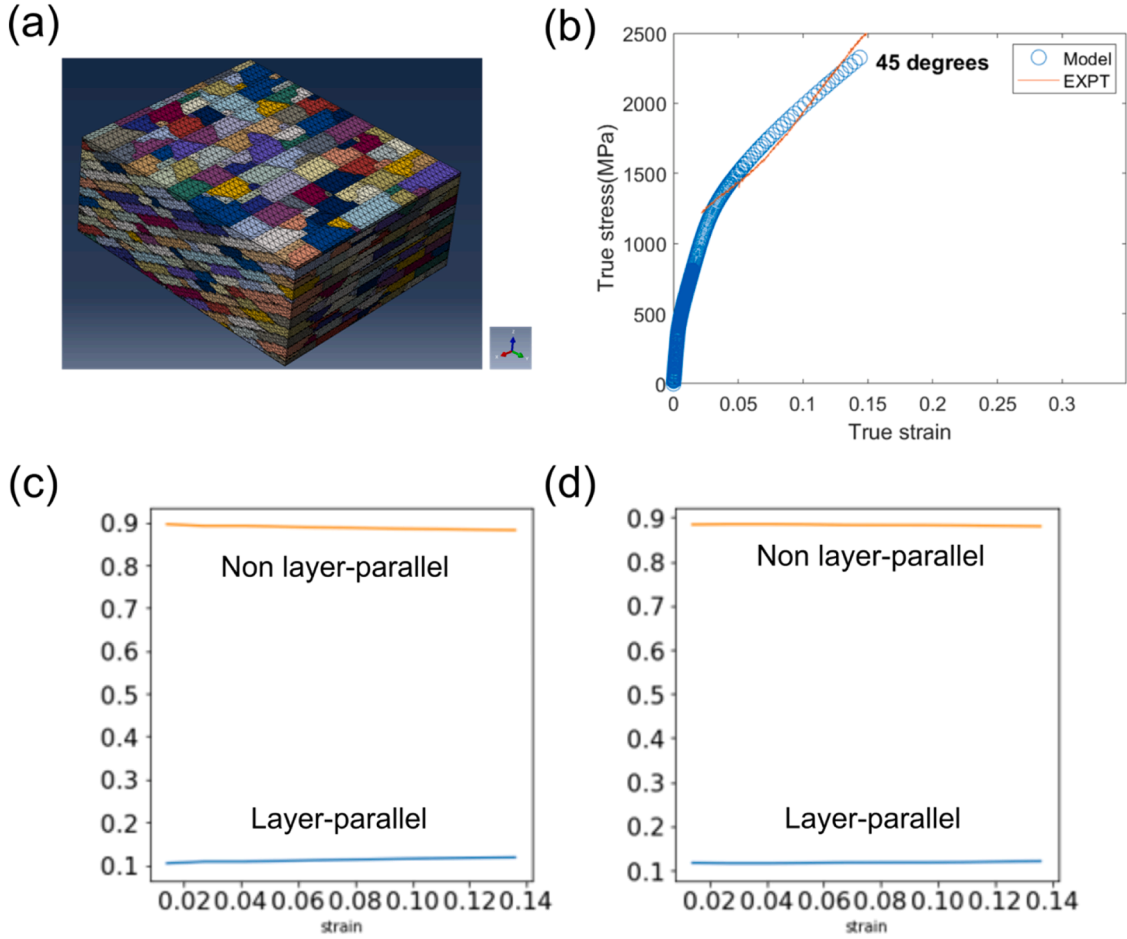 (a)
(b)
2500
2000
1500
1000
500
0
True stress(MPa)
45 degrees
Model
EXPT
0 0.05 0.1 0.15 0.2 0.25 0.3
True strain
(c)
0.9
0.8
0.7
0.6
0.5
0.4
0.3
0.2
0.1
Non layer-parallel
Layer-parallel
0.02 0.04 0.06 0.08 0.10 0.12 0.14
strain
(d)
0.9
0.8
0.7
0.6
0.5
0.4
0.3
0.2
0.1
Non layer-parallel
Layer-parallel
0.02 0.04 0.06 0.08 0.10 0.12 0.14
strain